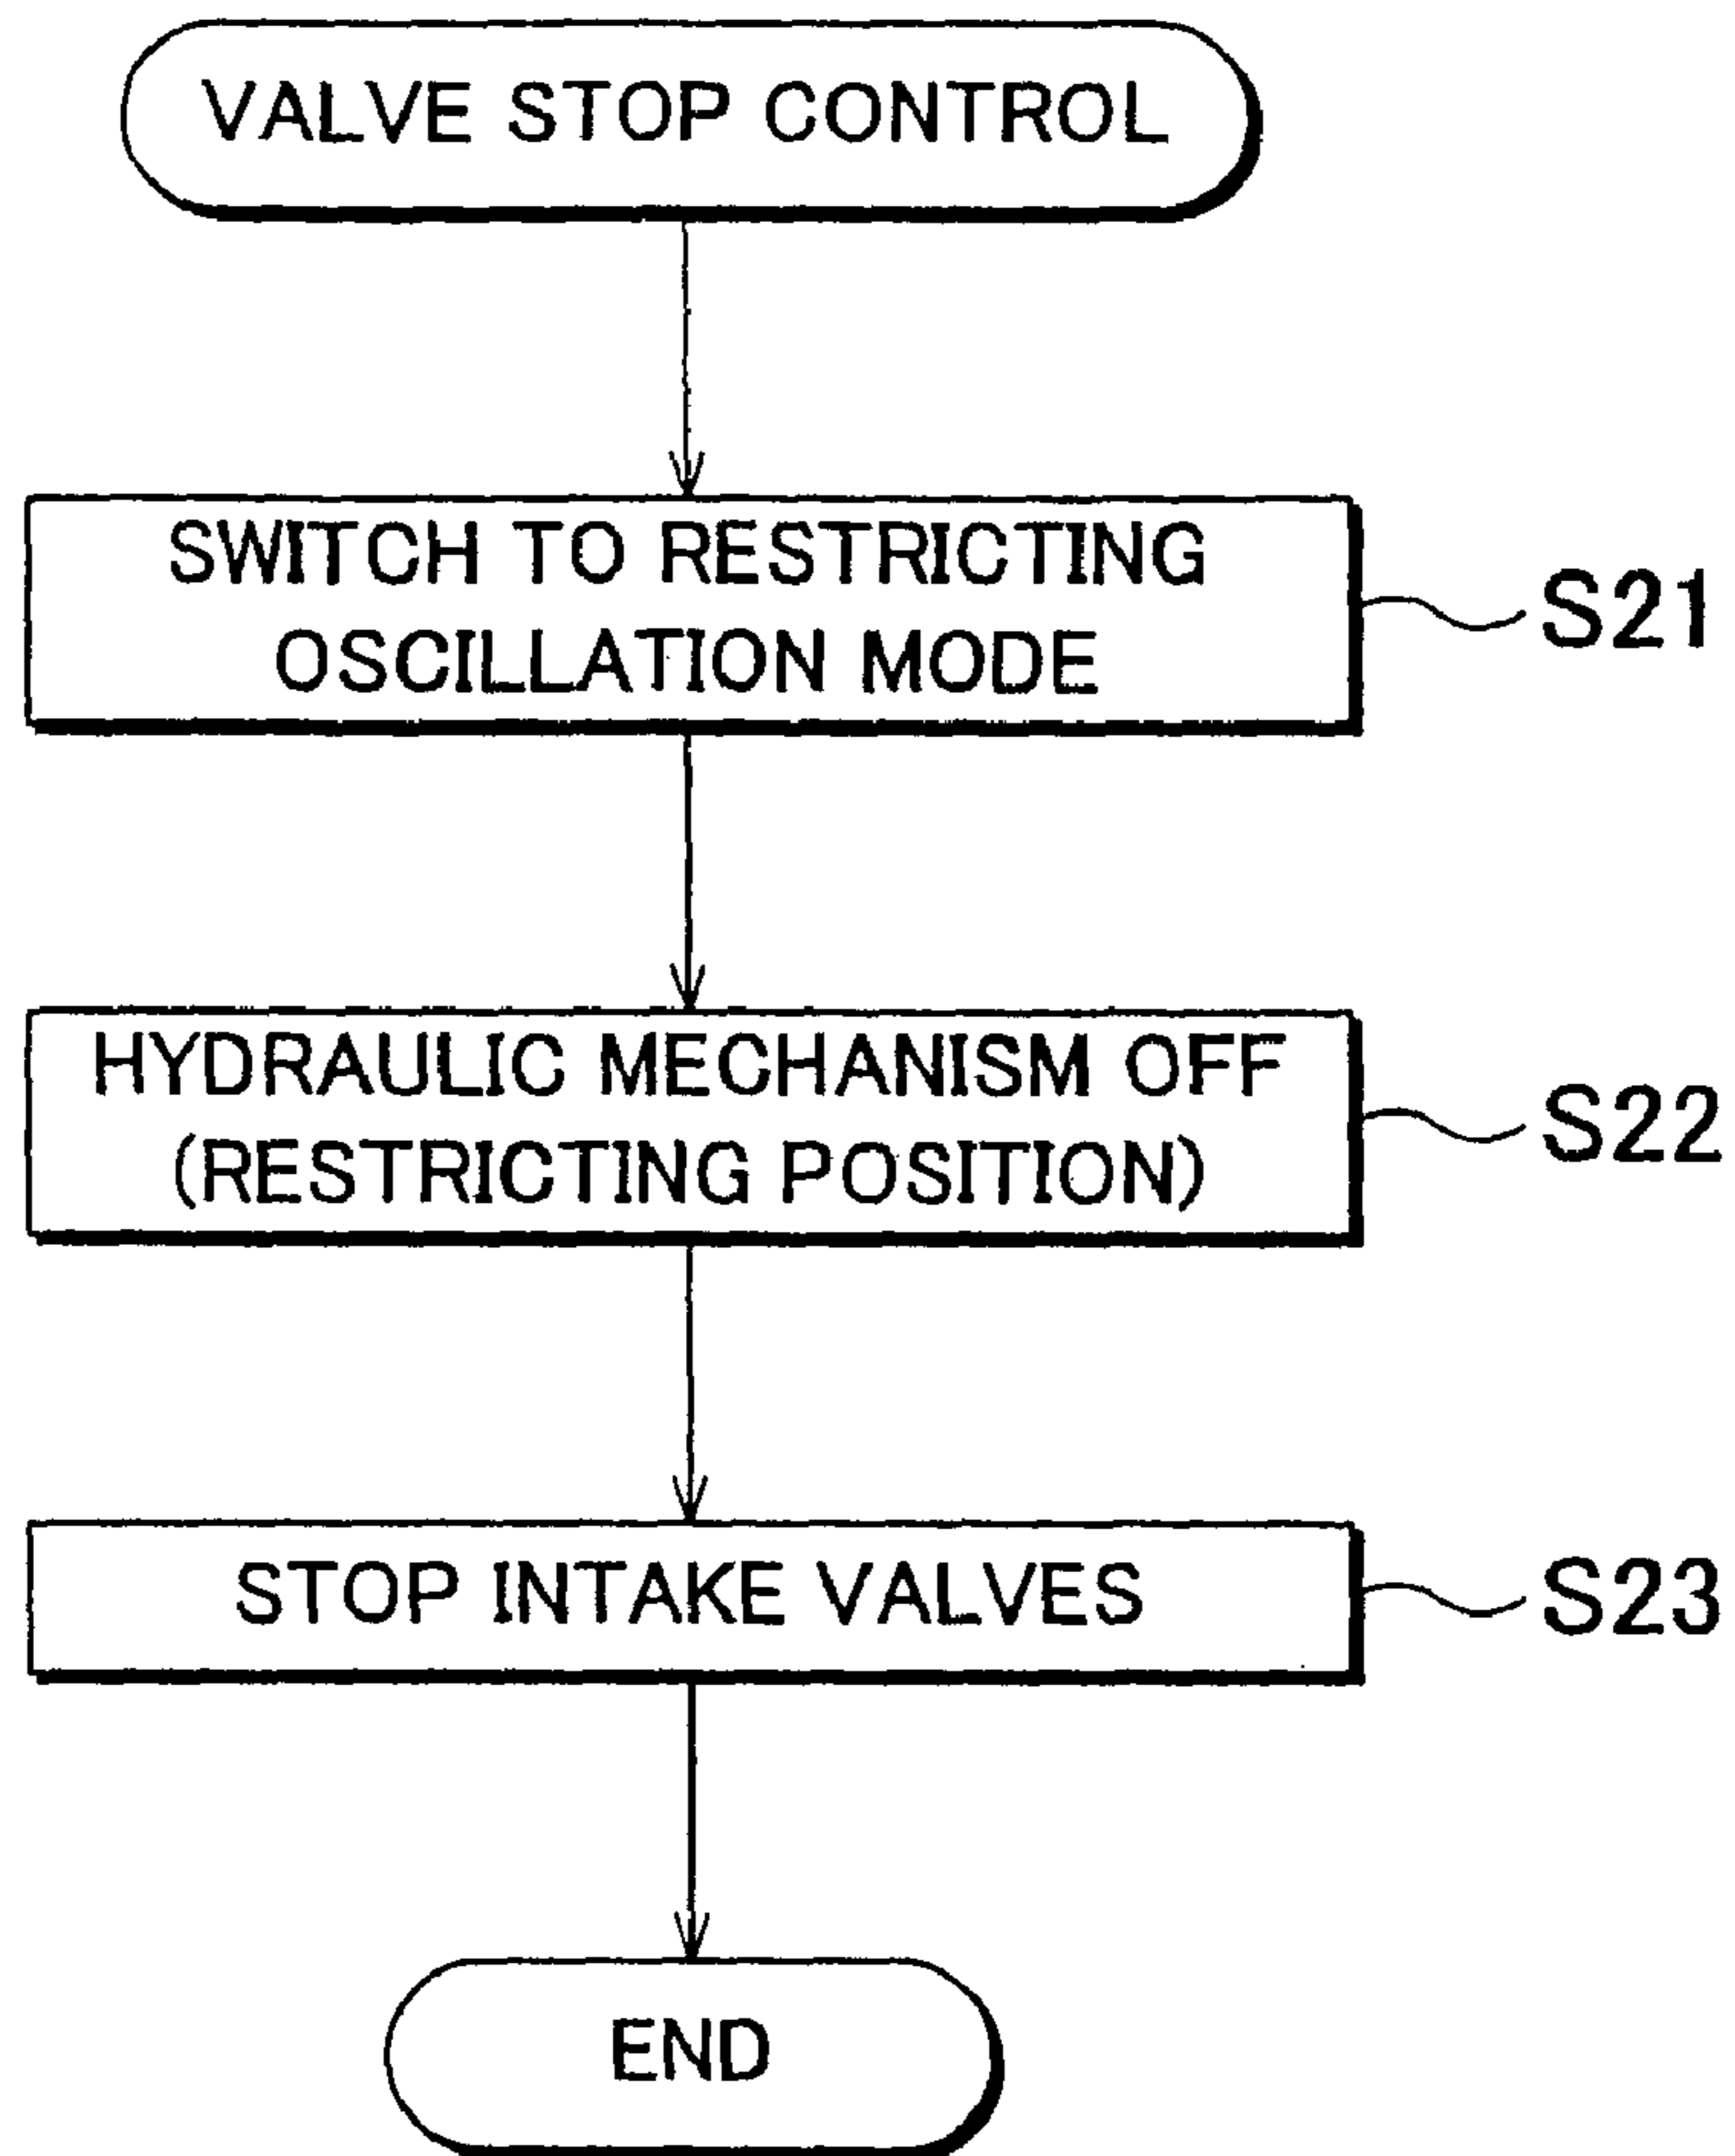 VALVE STOP CONTROL
SWITCH TO RESTRICTING
OSCILLATION MODE
S21
HYDRAULIC MECHANISM OFF
(RESTRICTING POSITION)
S22
STOP INTAKE VALVES
S23
END